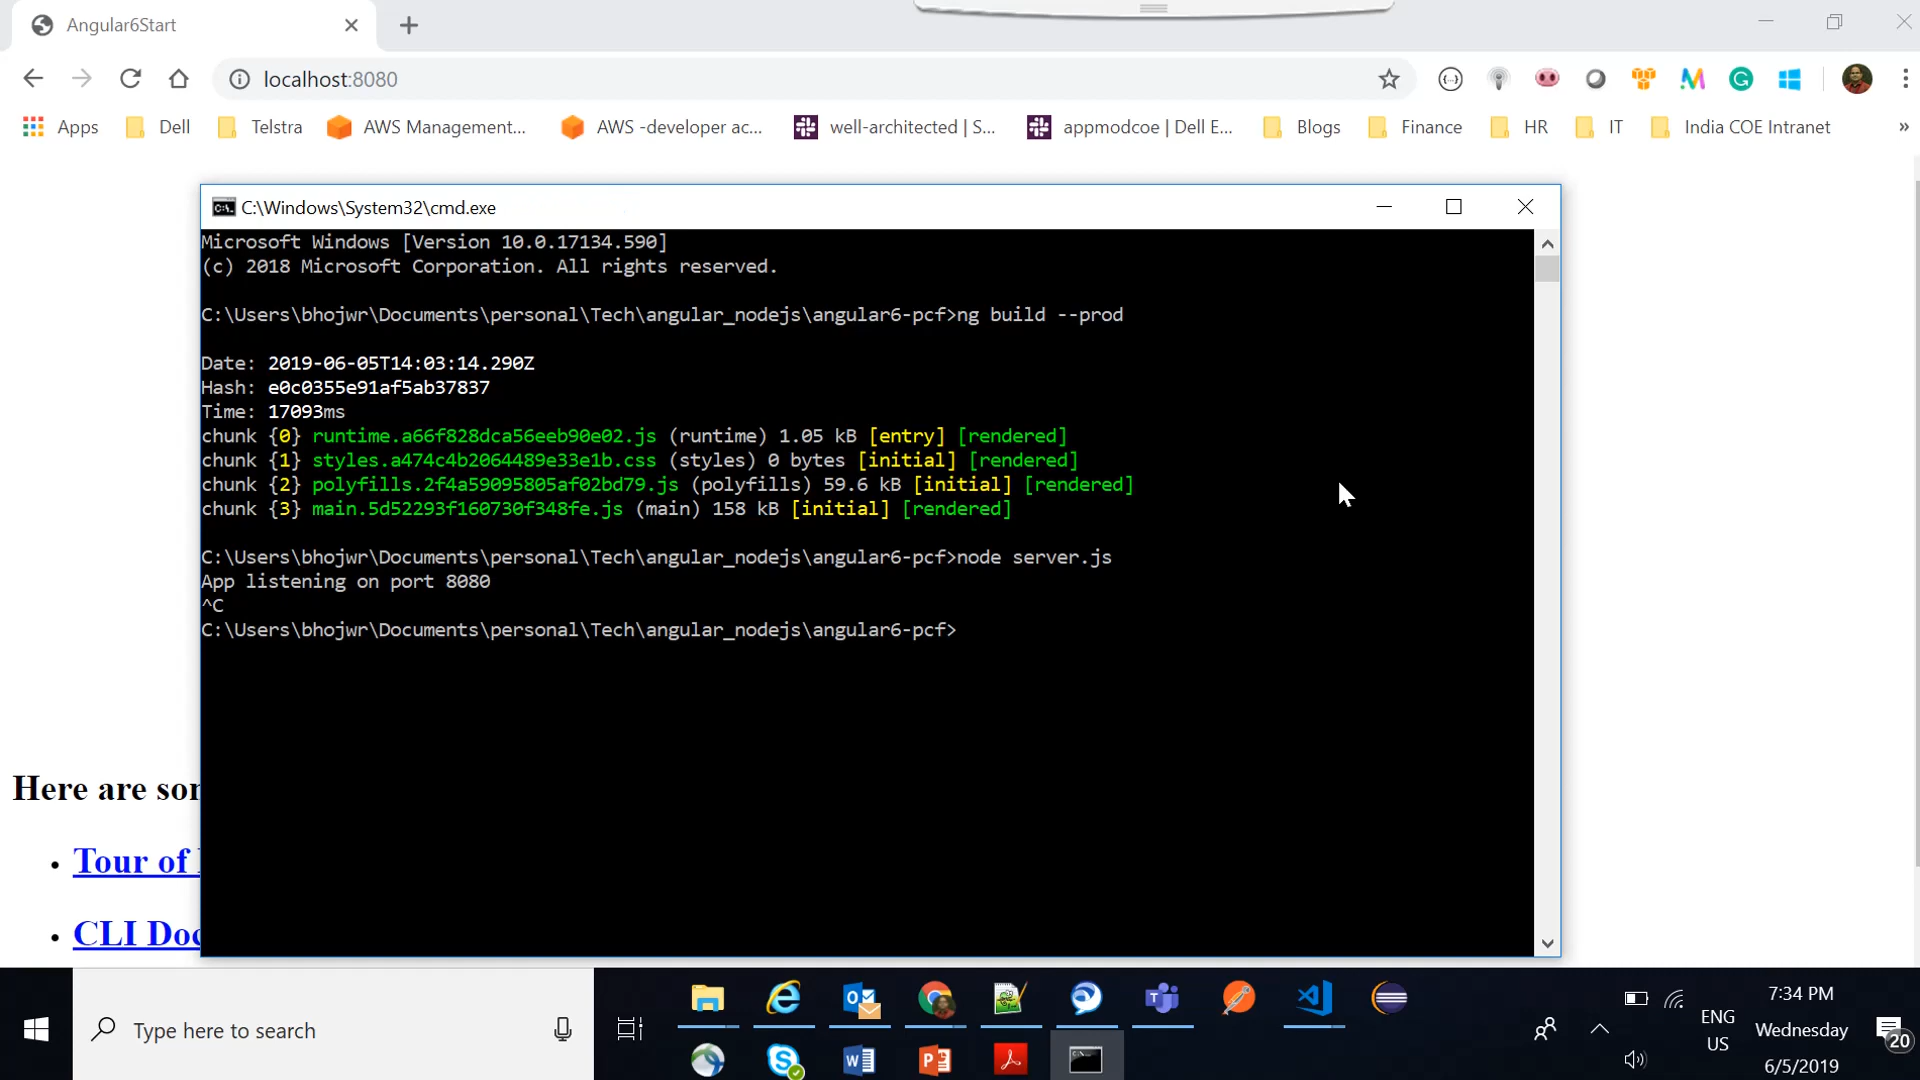 Angular6Start
localhost:8080
Apps Dell Telstra AWS Management... AWS -developer ac... well-architected | S... appmodcoe | Dell E... Blogs Finance HR IT India COE Intranet »
C:\Windows\System32\cmd.exe
Microsoft Windows [Version 10.0.17134.590]
(c) 2018 Microsoft Corporation. All rights reserved.
C:\Users\bhojwr\Documents\personal\Tech\angular_nodejs\angular6-pcf>ng build --prod
Date: 2019-06-05T14:03:14.290Z
Hash: e0c0355e91af5ab37837
Time: 17093ms
chunk {0} runtime.a66f828dca56eeb90e02.js (runtime) 1.05 kB [entry] [rendered]
chunk {1} styles.a474c4b2064489e33e1b.css (styles) 0 bytes [initial] [rendered]
chunk {2} polyfills.2f4a59095805af02bd79.js (polyfills) 59.6 kB [initial] [rendered]
chunk {3} main.5d52293f160730f348fe.js (main) 158 kB [initial] [rendered]
C:\Users\bhojwr\Documents\personal\Tech\angular_nodejs\angular6-pcf>node server.js
App listening on port 8080
^C
C:\Users\bhojwr\Documents\personal\Tech\angular_nodejs\angular6-pcf>
Here are
Tour of
CLI
Type here to search
ENG
US
7:34 PM
Wednesday
6/5/2019
20